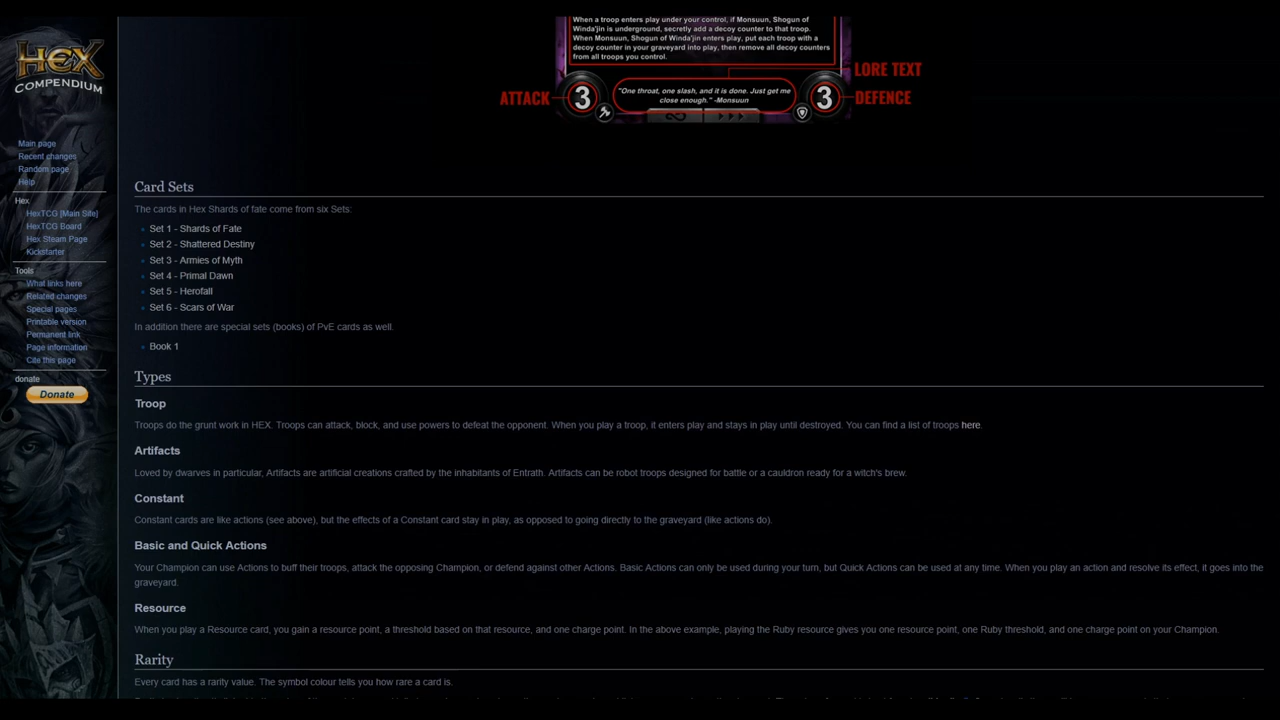 When a troop enters play under your control, if Monsuun, Shogun of
Winda'jin is underground, secretly add a decoy counter to that troop.
When Monsuun, Shogun of Winda'jin enters play, put each troop with a
decoy counter in your graveyard into play, then remove all decoy counters
from all troops you control.
LORE TEXT
ATTACK
3
"One throat, one slash, and it is done. Just get me
close enough." -Monsuun
3
DEFENCE
HEX
COMPENDIUM
Main page
Recent changes
Random page
Help
Hex
HexTCG [Main Site]
HexTCG Board
Hex Steam Page
Kickstarter
Tools
What links here
Related changes
Special pages
Printable version
Permanent link
Page information
Cite this page
donate
Donate
Card Sets
The cards in Hex Shards of fate come from six Sets:
Set 1 - Shards of Fate
Set 2 - Shattered Destiny
Set 3 - Armies of Myth
Set 4 - Primal Dawn
Set 5 - Herofall
Set 6 - Scars of War
In addition there are special sets (books) of PvE cards as well.
Book 1
Types
Troop
Troops do the grunt work in HEX. Troops can attack, block, and use powers to defeat the opponent. When you play a troop, it enters play and stays in play until destroyed. You can find a list of troops here.
Artifacts
Loved by dwarves in particular, Artifacts are artificial creations crafted by the inhabitants of Entrath. Artifacts can be robot troops designed for battle or a cauldron ready for a witch's brew.
Constant
Constant cards are like actions (see above), but the effects of a Constant card stay in play, as opposed to going directly to the graveyard (like actions do).
Basic and Quick Actions
Your Champion can use Actions to buff their troops, attack the opposing Champion, or defend against other Actions. Basic Actions can only be used during your turn, but Quick Actions can be used at any time. When you play an action and resolve its effect, it goes into the
graveyard.
Resource
When you play a Resource card, you gain a resource point, a threshold based on that resource, and one charge point. In the above example, playing the Ruby resource gives you one resource point, one Ruby threshold, and one charge point on your Champion.
Rarity
Every card has a rarity value. The symbol colour tells you how rare a card is.